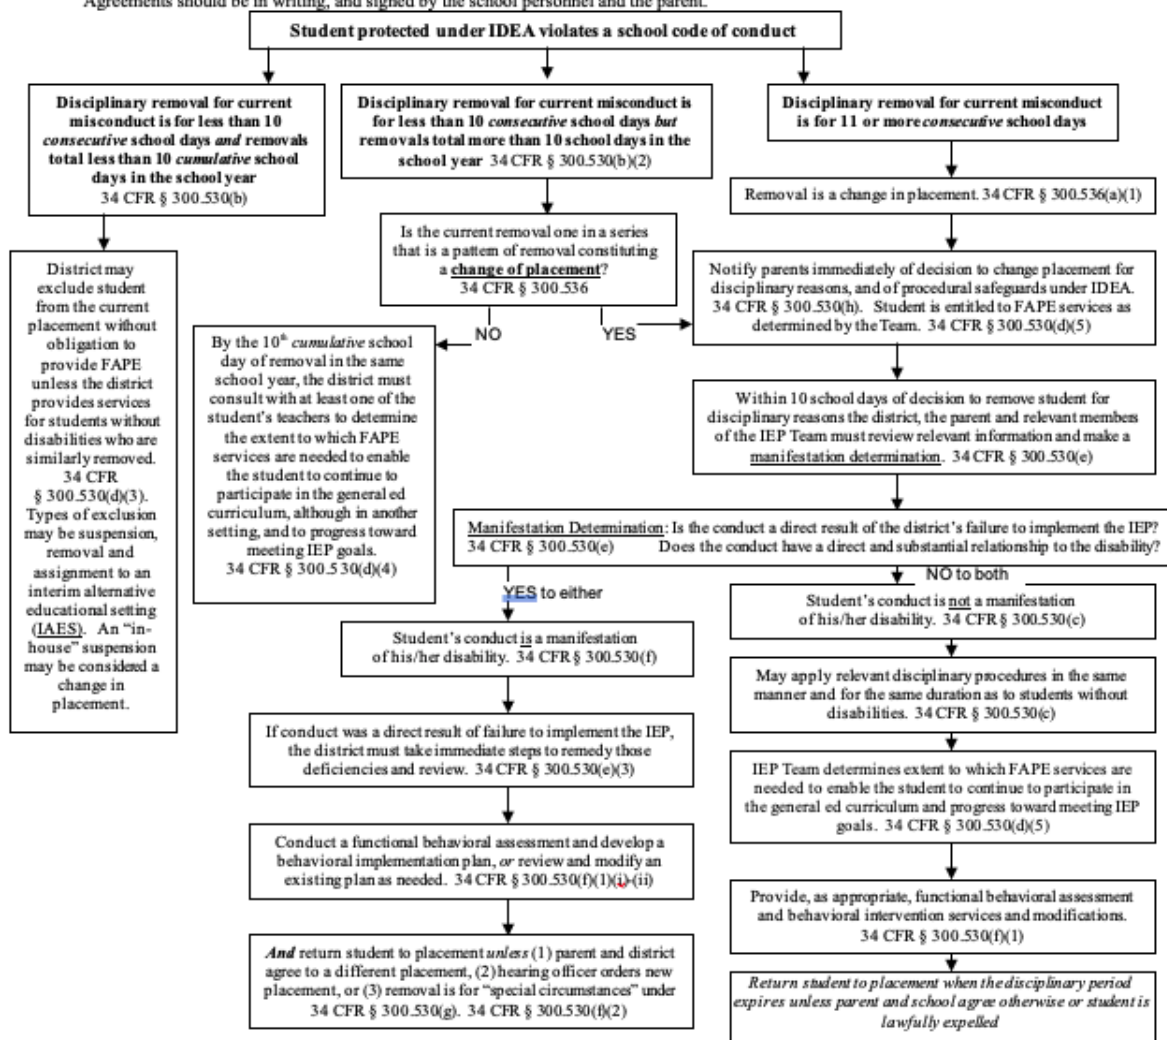 Agreements should be in writing, and signed by the school personnel and the parent.
Student protected under IDEA violates a school code of conduct
Disciplinary removal for current
misconduct is for less than 10
consecutive school days and removals
total less than 10 cumulative school
days in the school year
34 CFR § 300.530(b)
Disciplinary removal for current misconduct is
for less than 10 consecutive school days but
removals total more than 10 school days in the
school year 34 CFR § 300.530(b)(2)
Disciplinary removal for current misconduct
is for 11 or more consecutive school days
Removal is a change in placement. 34 CFR § 300.536(a)(1)
Is the current removal one in a series
that is a pattern of removal constituting
a change of placement?
34 CFR § 300.536
NO
YES
District may
exclude student
from the current
placement without
obligation to
provide FAPE
unless the district
provides services
for students without
disabilities who are
similarly removed.
34 CFR
§ 300.530(d)(3).
Types of exclusion
may be suspension,
removal and
assignment to an
interim alternative
educational setting
(IAES). An “in-
house” suspension
may be considered a
change in
placement.
By the 10th cumulative school
day of removal in the same
school year, the district must
consult with at least one of the
student’s teachers to determine
the extent to which FAPE
services are needed to enable
the student to continue to
participate in the general ed
curriculum, although in another
setting, and to progress toward
meeting IEP goals.
34 CFR § 300.530(d)(4)
Notify parents immediately of decision to change placement for
disciplinary reasons, and of procedural safeguards under IDEA.
34 CFR § 300.530(h). Student is entitled to FAPE services as
determined by the Team. 34 CFR § 300.530(d)(5)
Within 10 school days of decision to remove student for
disciplinary reasons the district, the parent and relevant members
of the IEP Team must review relevant information and make a
manifestation determination. 34 CFR § 300.530(e)
Manifestation Determination: Is the conduct a direct result of the district’s failure to implement the IEP?
34 CFR § 300.530(e) Does the conduct have a direct and substantial relationship to the disability?
YES to either
NO to both
Student’s conduct is a manifestation
of his/her disability. 34 CFR § 300.530(f)
If conduct was a direct result of failure to implement the IEP,
the district must take immediate steps to remedy those
deficiencies and review. 34 CFR § 300.530(e)(3)
Conduct a functional behavioral assessment and develop a
behavioral implementation plan, or review and modify an
existing plan as needed. 34 CFR § 300.530(f)(1)(i)-(ii)
And return student to placement unless (1) parent and district
agree to a different placement, (2) hearing officer orders new
placement, or (3) removal is for “special circumstances” under
34 CFR § 300.530(g). 34 CFR § 300.530(f)(2)
Student’s conduct is not a manifestation
of his/her disability. 34 CFR § 300.530(c)
May apply relevant disciplinary procedures in the same
manner and for the same duration as to students without
disabilities. 34 CFR § 300.530(c)
IEP Team determines extent to which FAPE services are
needed to enable the student to continue to participate in
the general ed curriculum and progress toward meeting IEP
goals. 34 CFR § 300.530(d)(5)
Provide, as appropriate, functional behavioral assessment
and behavioral intervention services and modifications.
34 CFR § 300.530(f)(1)
Return student to placement when the disciplinary period
expires unless parent and school agree otherwise or student is
lawfully expelled